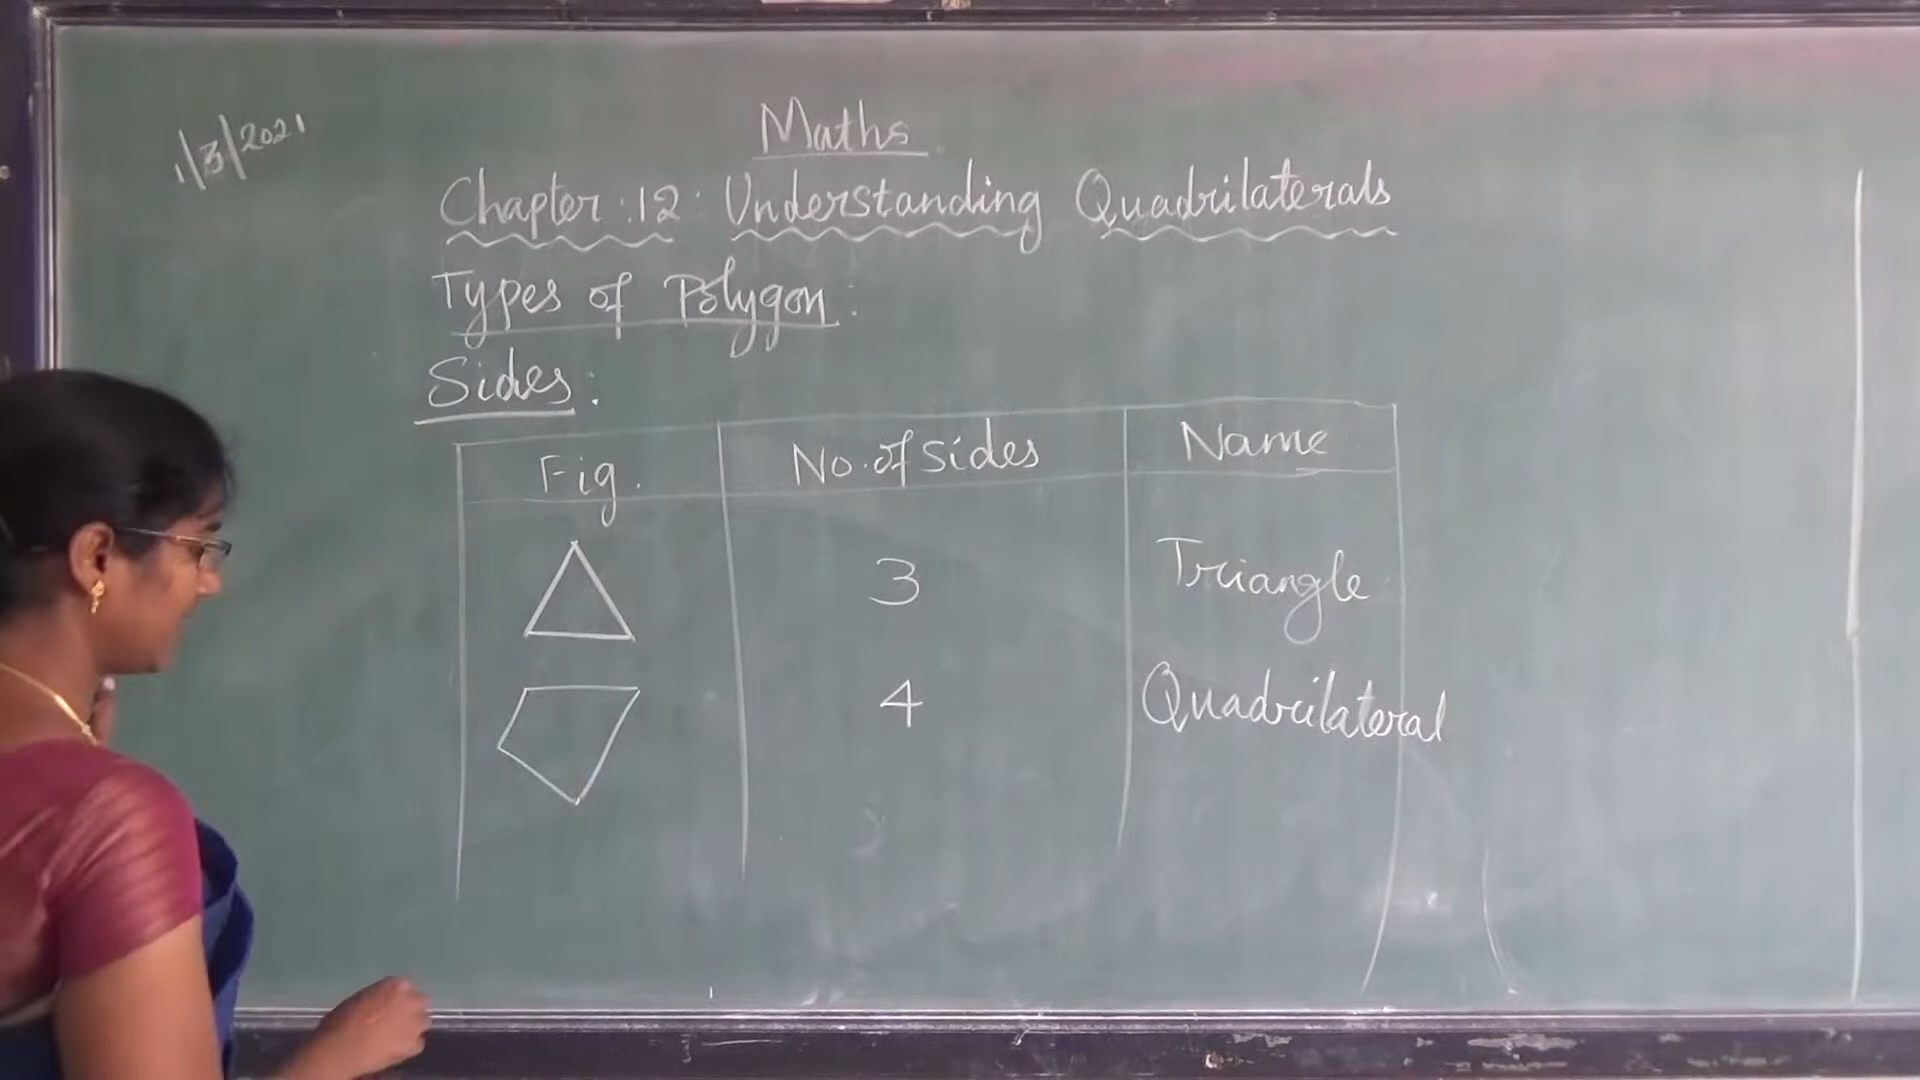 Maths
1/3/2021
Chapter:12: Understanding Quadrilaterals
Types of Polygon:
Sides:
Fig. No.of Sides Name
3 Triangle
4 Quadrilateral